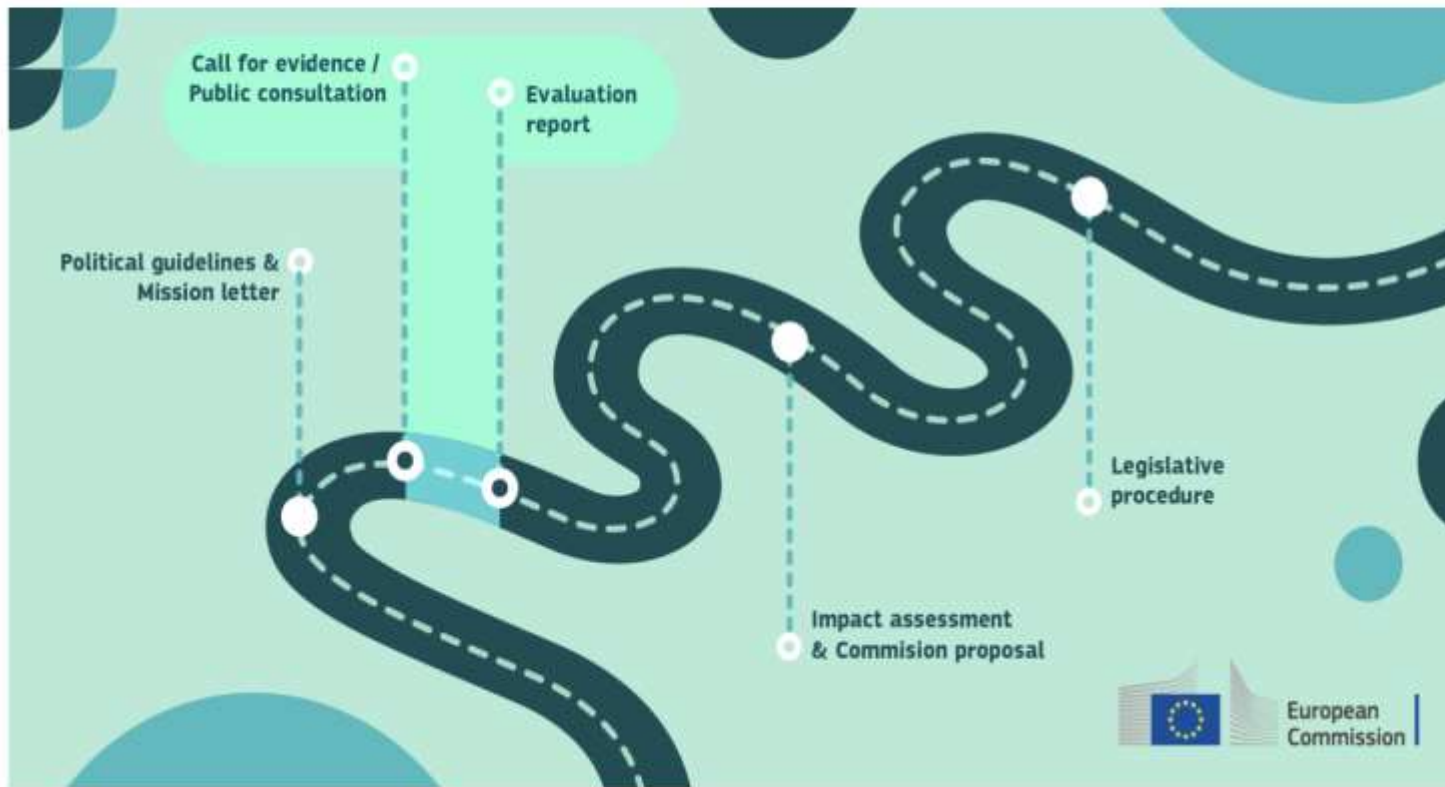 Call for evidence /
Public consultation
Evaluation
report
Political guidelines &
Mission letter
Legislative
procedure
Impact assessment
& Commision proposal
European
Commission